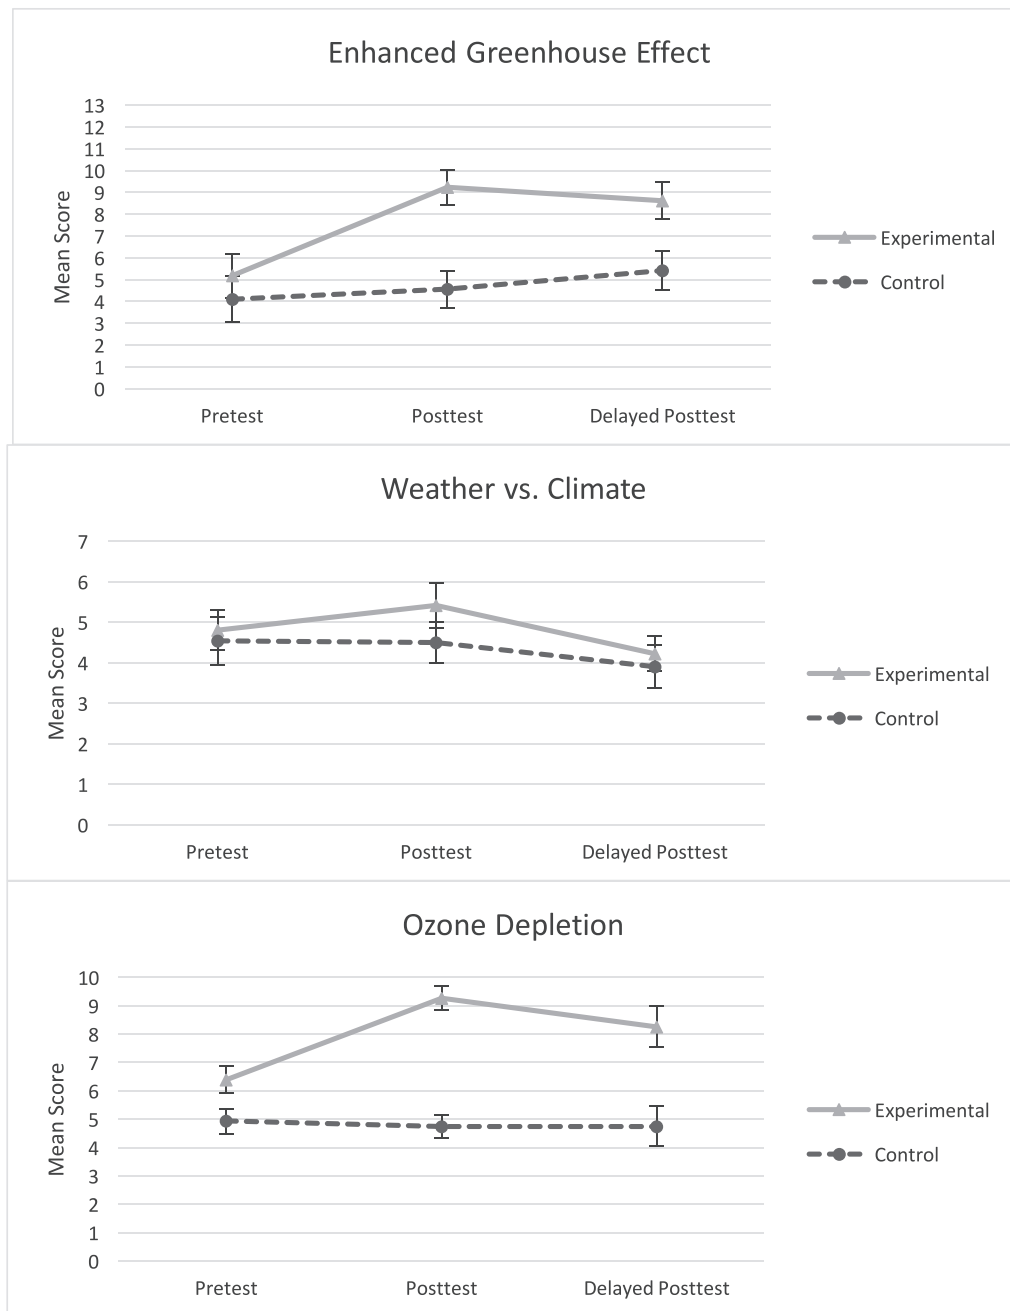 Enhanced Greenhouse Effect
13
12
11
10
9
8
7
6
5
4
3
2
1
0
Mean Score
Pretest Posttest Delayed Posttest
Experimental
Control
Weather vs. Climate
7
6
5
4
3
2
1
0
Mean Score
Pretest Posttest Delayed Posttest
Experimental
Control
Ozone Depletion
10
9
8
7
6
5
4
3
2
1
0
Mean Score
Pretest Posttest Delayed Posttest
Experimental
Control